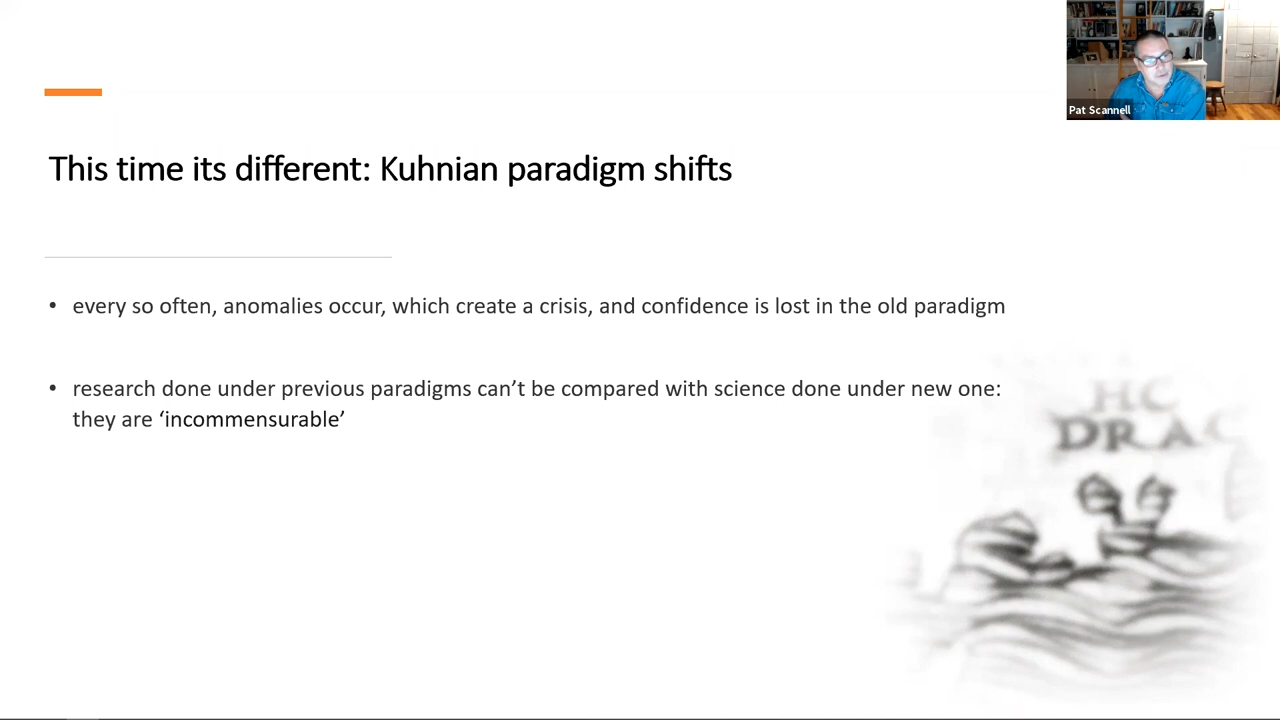 Pat Scannell
This time its different: Kuhnian paradigm shifts
• every so often, anomalies occur, which create a crisis, and confidence is lost in the old paradigm
• research done under previous paradigms can’t be compared with science done under new one:
they are ‘incommensurable’
HC
DRAC